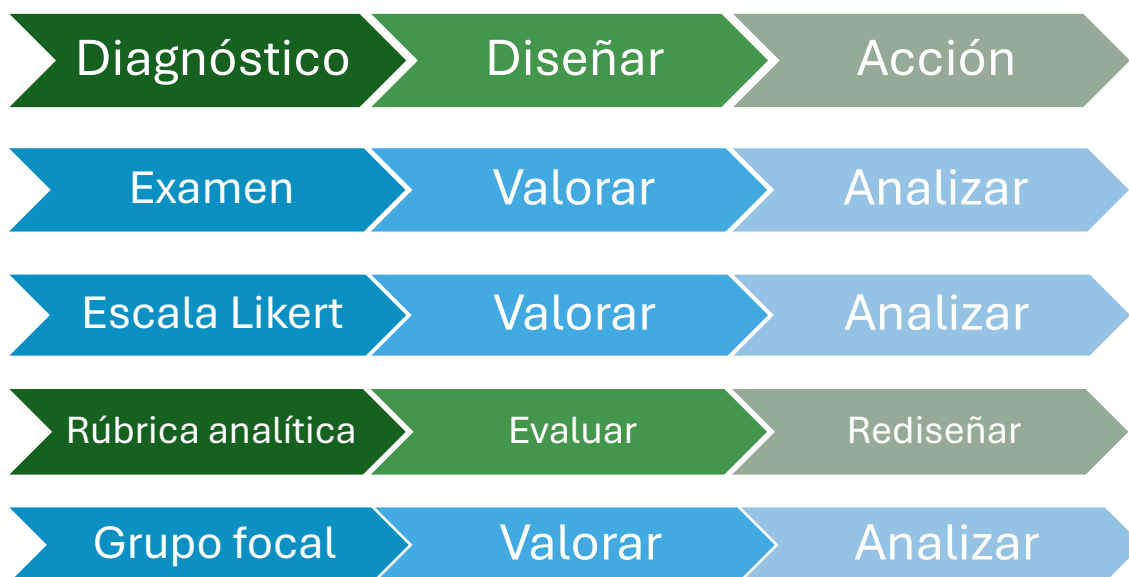 Diagnóstico Diseñar Acción
Examen Valorar Analizar
Escala Likert Valorar Analizar
Rúbrica analítica Evaluar Rediseñar
Grupo focal Valorar Analizar